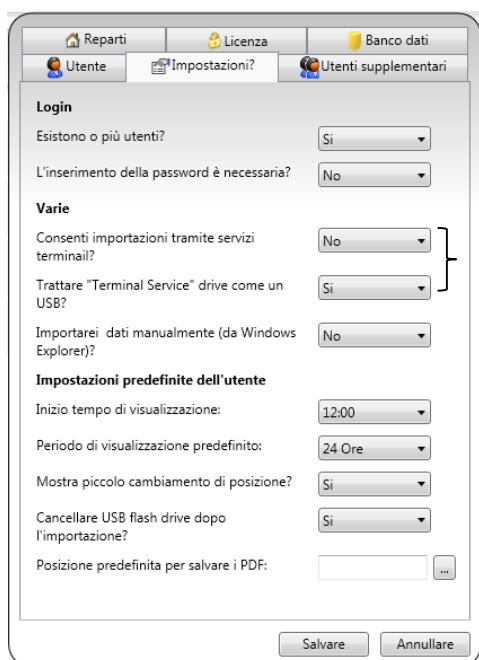 Reparti
Licenza
Banco dati
Utente
Impostazioni?
Utenti supplementari
Login
Esistono o più utenti?
Si
L'inserimento della password è necessaria?
No
Varie
Consenti importazioni tramite servizi
terminail?
No
Trattare "Terminal Service" drive come un
USB?
Si
Importarei dati manualmente (da Windows
Explorer)?
No
Impostazioni predefinite dell'utente
Inizio tempo di visualizzazione:
12:00
Periodo di visualizzazione predefinito:
24 Ore
Mostra piccolo cambiamento di posizione?
Si
Cancellare USB flash drive dopo
l'importazione?
Si
Posizione predefinita per salvare i PDF:
...
Salvare
Annullare